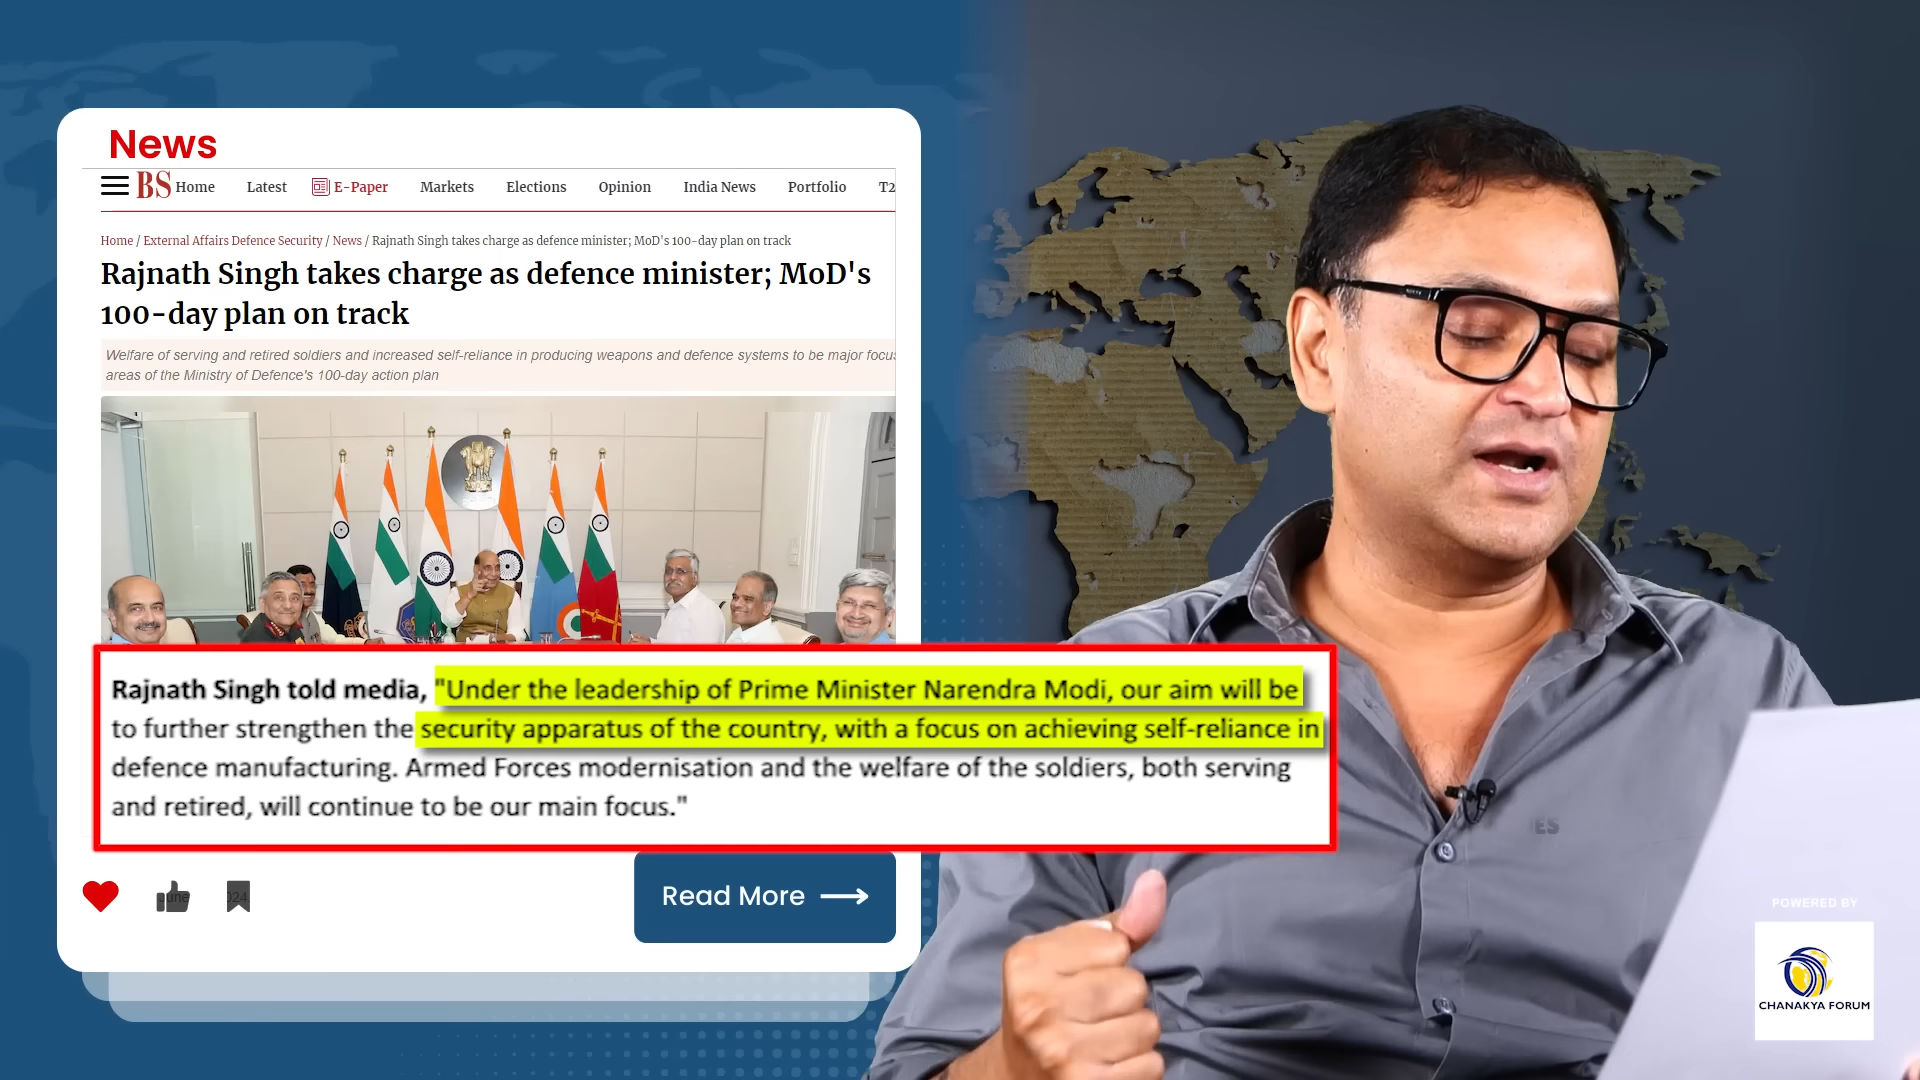 News
BS Home Latest E-Paper Markets Elections Opinion India News Portfolio T2
Home / External Affairs Defence Security / News / Rajnath Singh takes charge as defence minister; MoD's 100-day plan on track
Rajnath Singh takes charge as defence minister; MoD's
100-day plan on track
Welfare of serving and retired soldiers and increased self-reliance in producing weapons and defence systems to be major focus
areas of the Ministry of Defence's 100-day action plan
Rajnath Singh told media, "Under the leadership of Prime Minister Narendra Modi, our aim will be
to further strengthen the security apparatus of the country, with a focus on achieving self-reliance in
defence manufacturing. Armed Forces modernisation and the welfare of the soldiers, both serving
and retired, will continue to be our main focus."
June 024
Read More
ES
POWERED BY
CHANAKYA FORUM